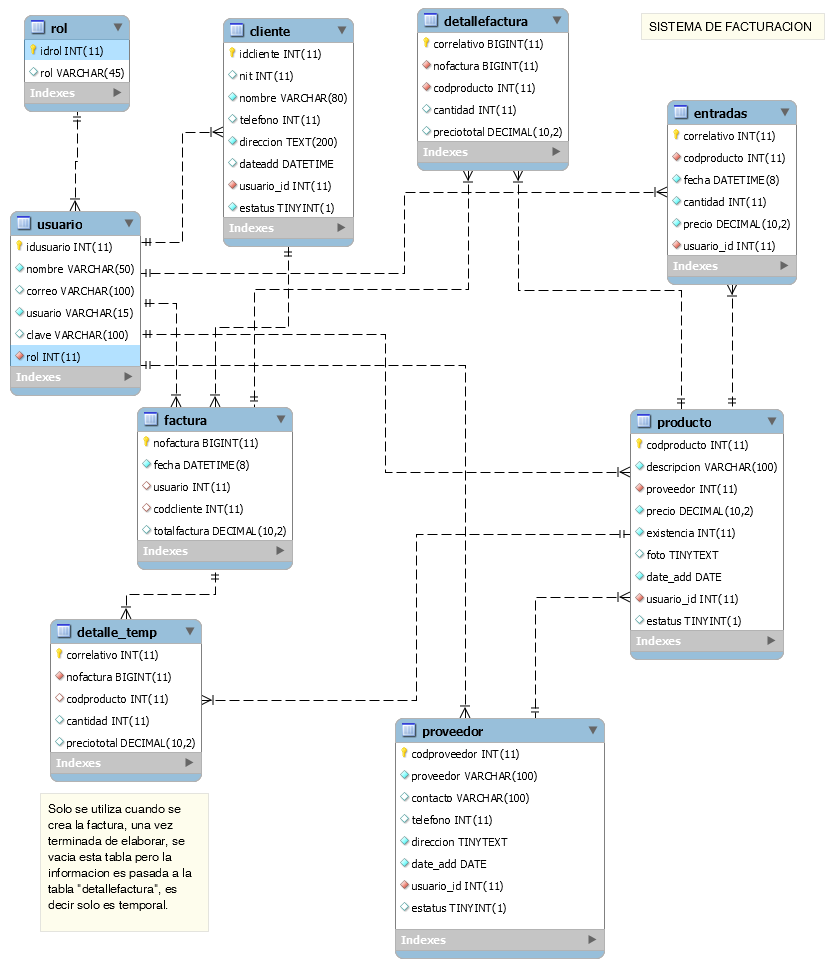 rol
idrol INT(11)
rol VARCHAR(45)
Indexes
cliente
idcliente INT(11)
nit INT(11)
nombre VARCHAR(80)
telefono INT(11)
direccion TEXT(200)
dateadd DATETIME
usuario_id INT(11)
estatus TINYINT(1)
Indexes
detallefactura
correlativo BIGINT(11)
nofactura BIGINT(11)
codproducto INT(11)
cantidad INT(11)
preciototal DECIMAL(10,2)
Indexes
SISTEMA DE FACTURACION
entradas
correlativo INT(11)
codproducto INT(11)
fecha DATETIME(8)
cantidad INT(11)
precio DECIMAL(10,2)
usuario_id INT(11)
Indexes
usuario
idusuario INT(11)
nombre VARCHAR(50)
correo VARCHAR(100)
usuario VARCHAR(15)
clave VARCHAR(100)
rol INT(11)
Indexes
factura
nofactura BIGINT(11)
fecha DATETIME(8)
usuario INT(11)
codcliente INT(11)
totalfactura DECIMAL(10,2)
Indexes
producto
codproducto INT(11)
descripcion VARCHAR(100)
proveedor INT(11)
precio DECIMAL(10,2)
existencia INT(11)
foto TINYTEXT
date_add DATE
usuario_id INT(11)
estatus TINYINT(1)
Indexes
detalle_temp
correlativo INT(11)
nofactura BIGINT(11)
codproducto INT(11)
cantidad INT(11)
preciototal DECIMAL(10,2)
Indexes
proveedor
codproveedor INT(11)
proveedor VARCHAR(100)
contacto VARCHAR(100)
telefono INT(11)
direccion TINYTEXT
date_add DATE
usuario_id INT(11)
estatus TINYINT(1)
Indexes
Solo se utiliza cuando se
crea la factura, una vez
terminada de elaborar, se
vacia esta tabla pero la
informacion es pasada a la
tabla "detallefactura", es
decir solo es temporal.